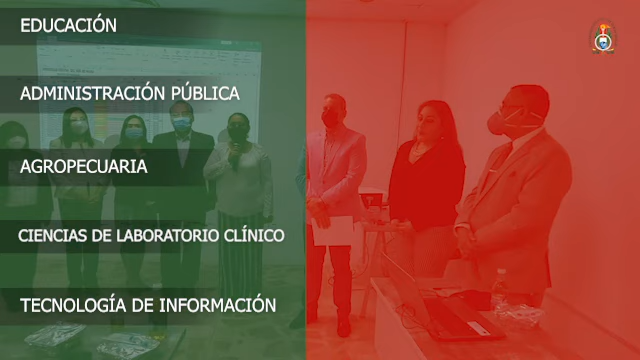 EDUCACIÓN
ADMINISTRACIÓN PÚBLICA
AGROPECUARIA
CIENCIAS DE LABORATORIO CLÍNICO
TECNOLOGÍA DE INFORMACIÓN